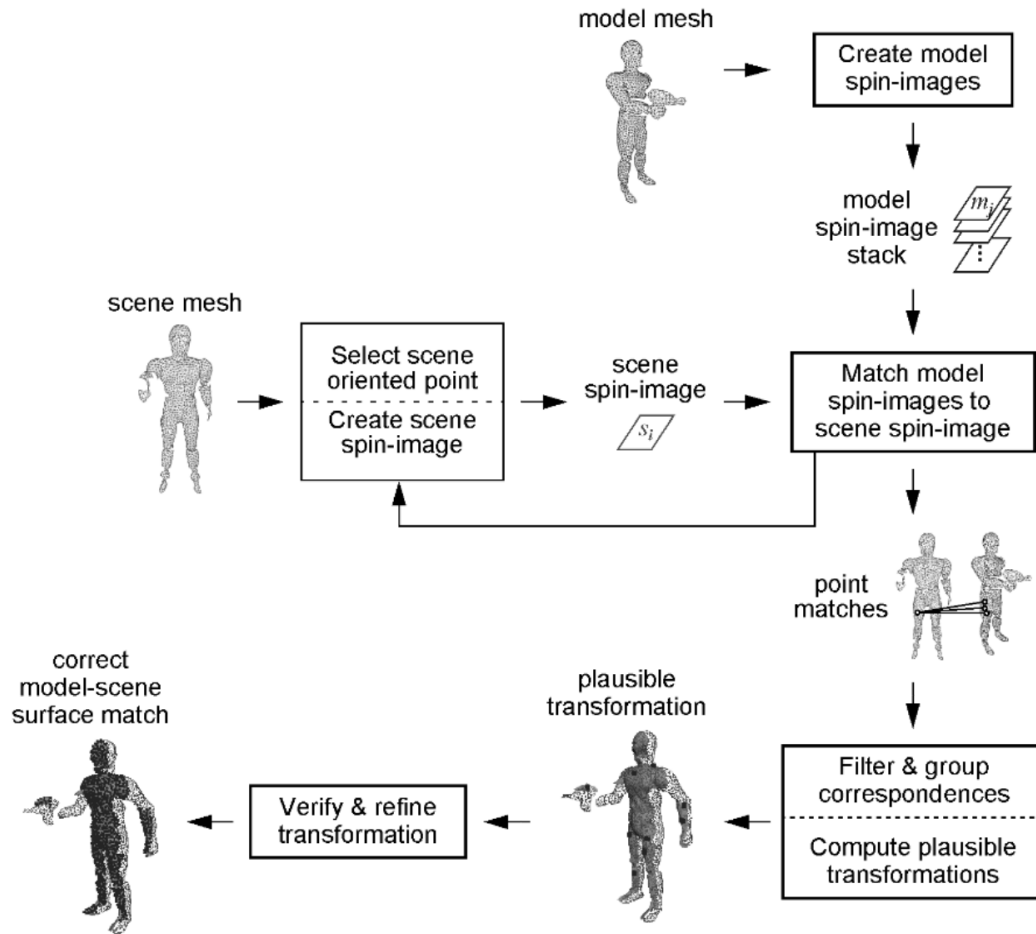 model mesh
Create model
spin-images
model
spin-image
stack
m_j
scene mesh
Select scene
oriented point
Create scene
spin-image
scene
spin-image
s_i
Match model
spin-images to
scene spin-image
point
matches
correct
model-scene
surface match
plausible
transformation
Verify & refine
transformation
Filter & group
correspondences
Compute plausible
transformations